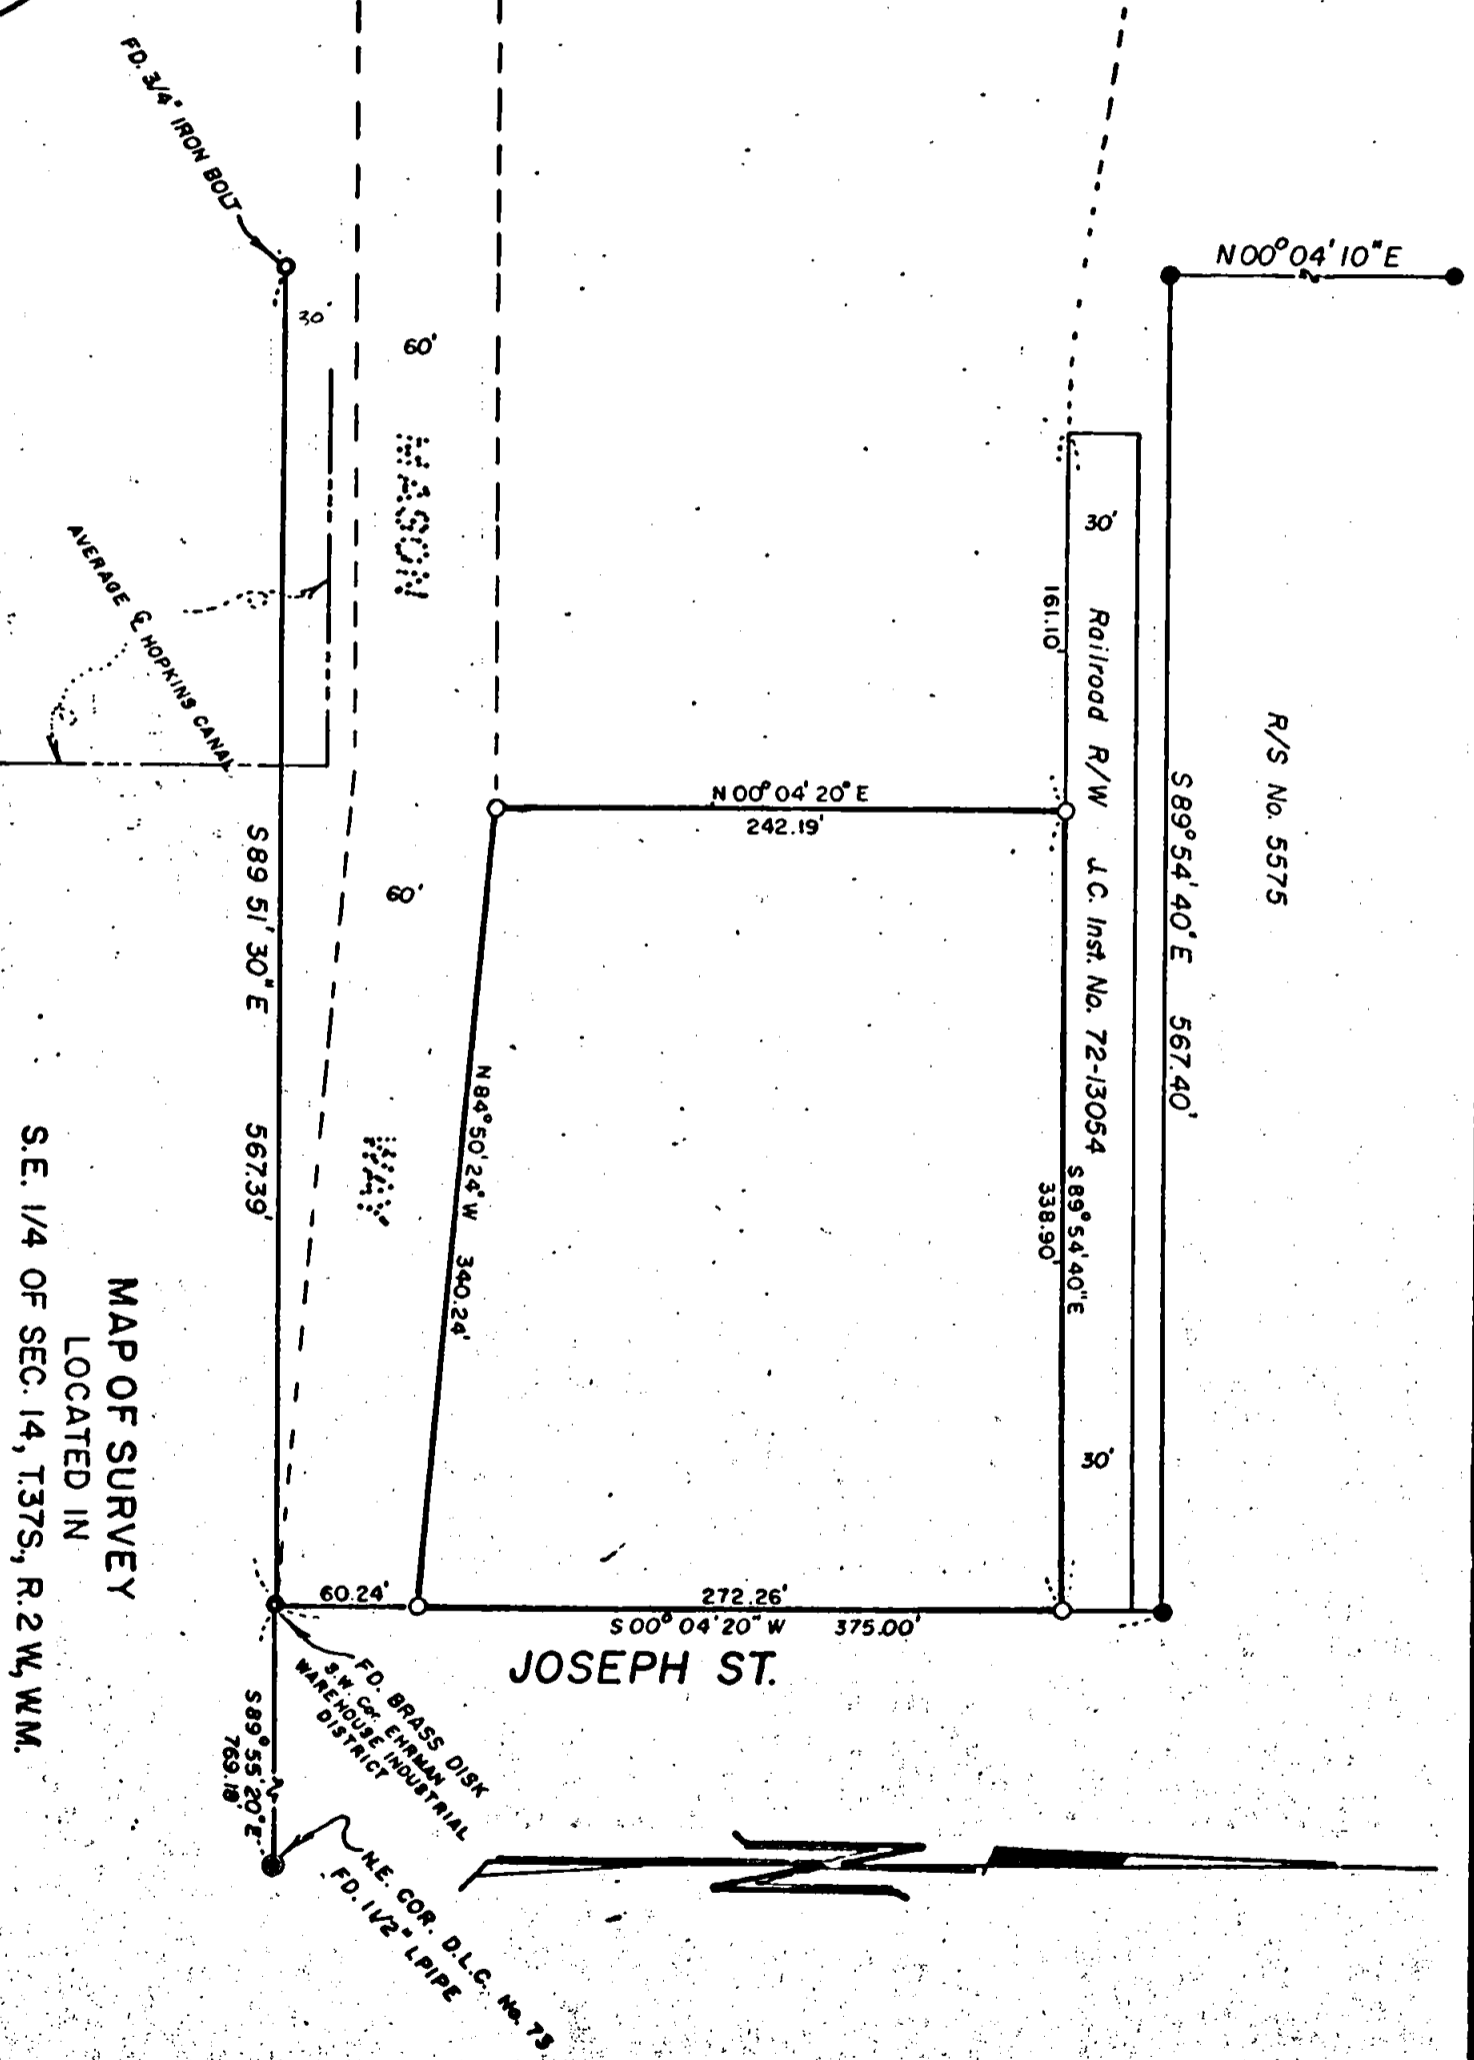 N 00° 04' 10" E
R/S No. 5575
S 89° 54' 40" E 567.40'
30'
Railroad R/W J.C. Inst. No. 72-13054
30'
161.10'
S 89° 54' 40" E
338.90'
N 00° 04' 20" E
242.19'
272.26'
S 00° 04' 20" W 375.00'
JOSEPH ST.
60.24'
N 84° 50' 24" W 340.24'
60'
MASON
60'
WAY
30'
FD. 3/4" IRON BOLT
AVERAGE ℄ HOPKINS CANAL
S 89 51' 30" E 567.39'
FD. BRASS DISK
S.W. Cor. EHRMAN
WAREHOUSE INDUSTRIAL
DISTRICT
S 89° 55' 20" E
769.18'
N.E. COR. D.L.C. No. 73
FD. 1 1/2" I.PIPE
MAP OF SURVEY
LOCATED IN
S.E. 1/4 OF SEC. 14, T.37S., R.2 W., W.M.